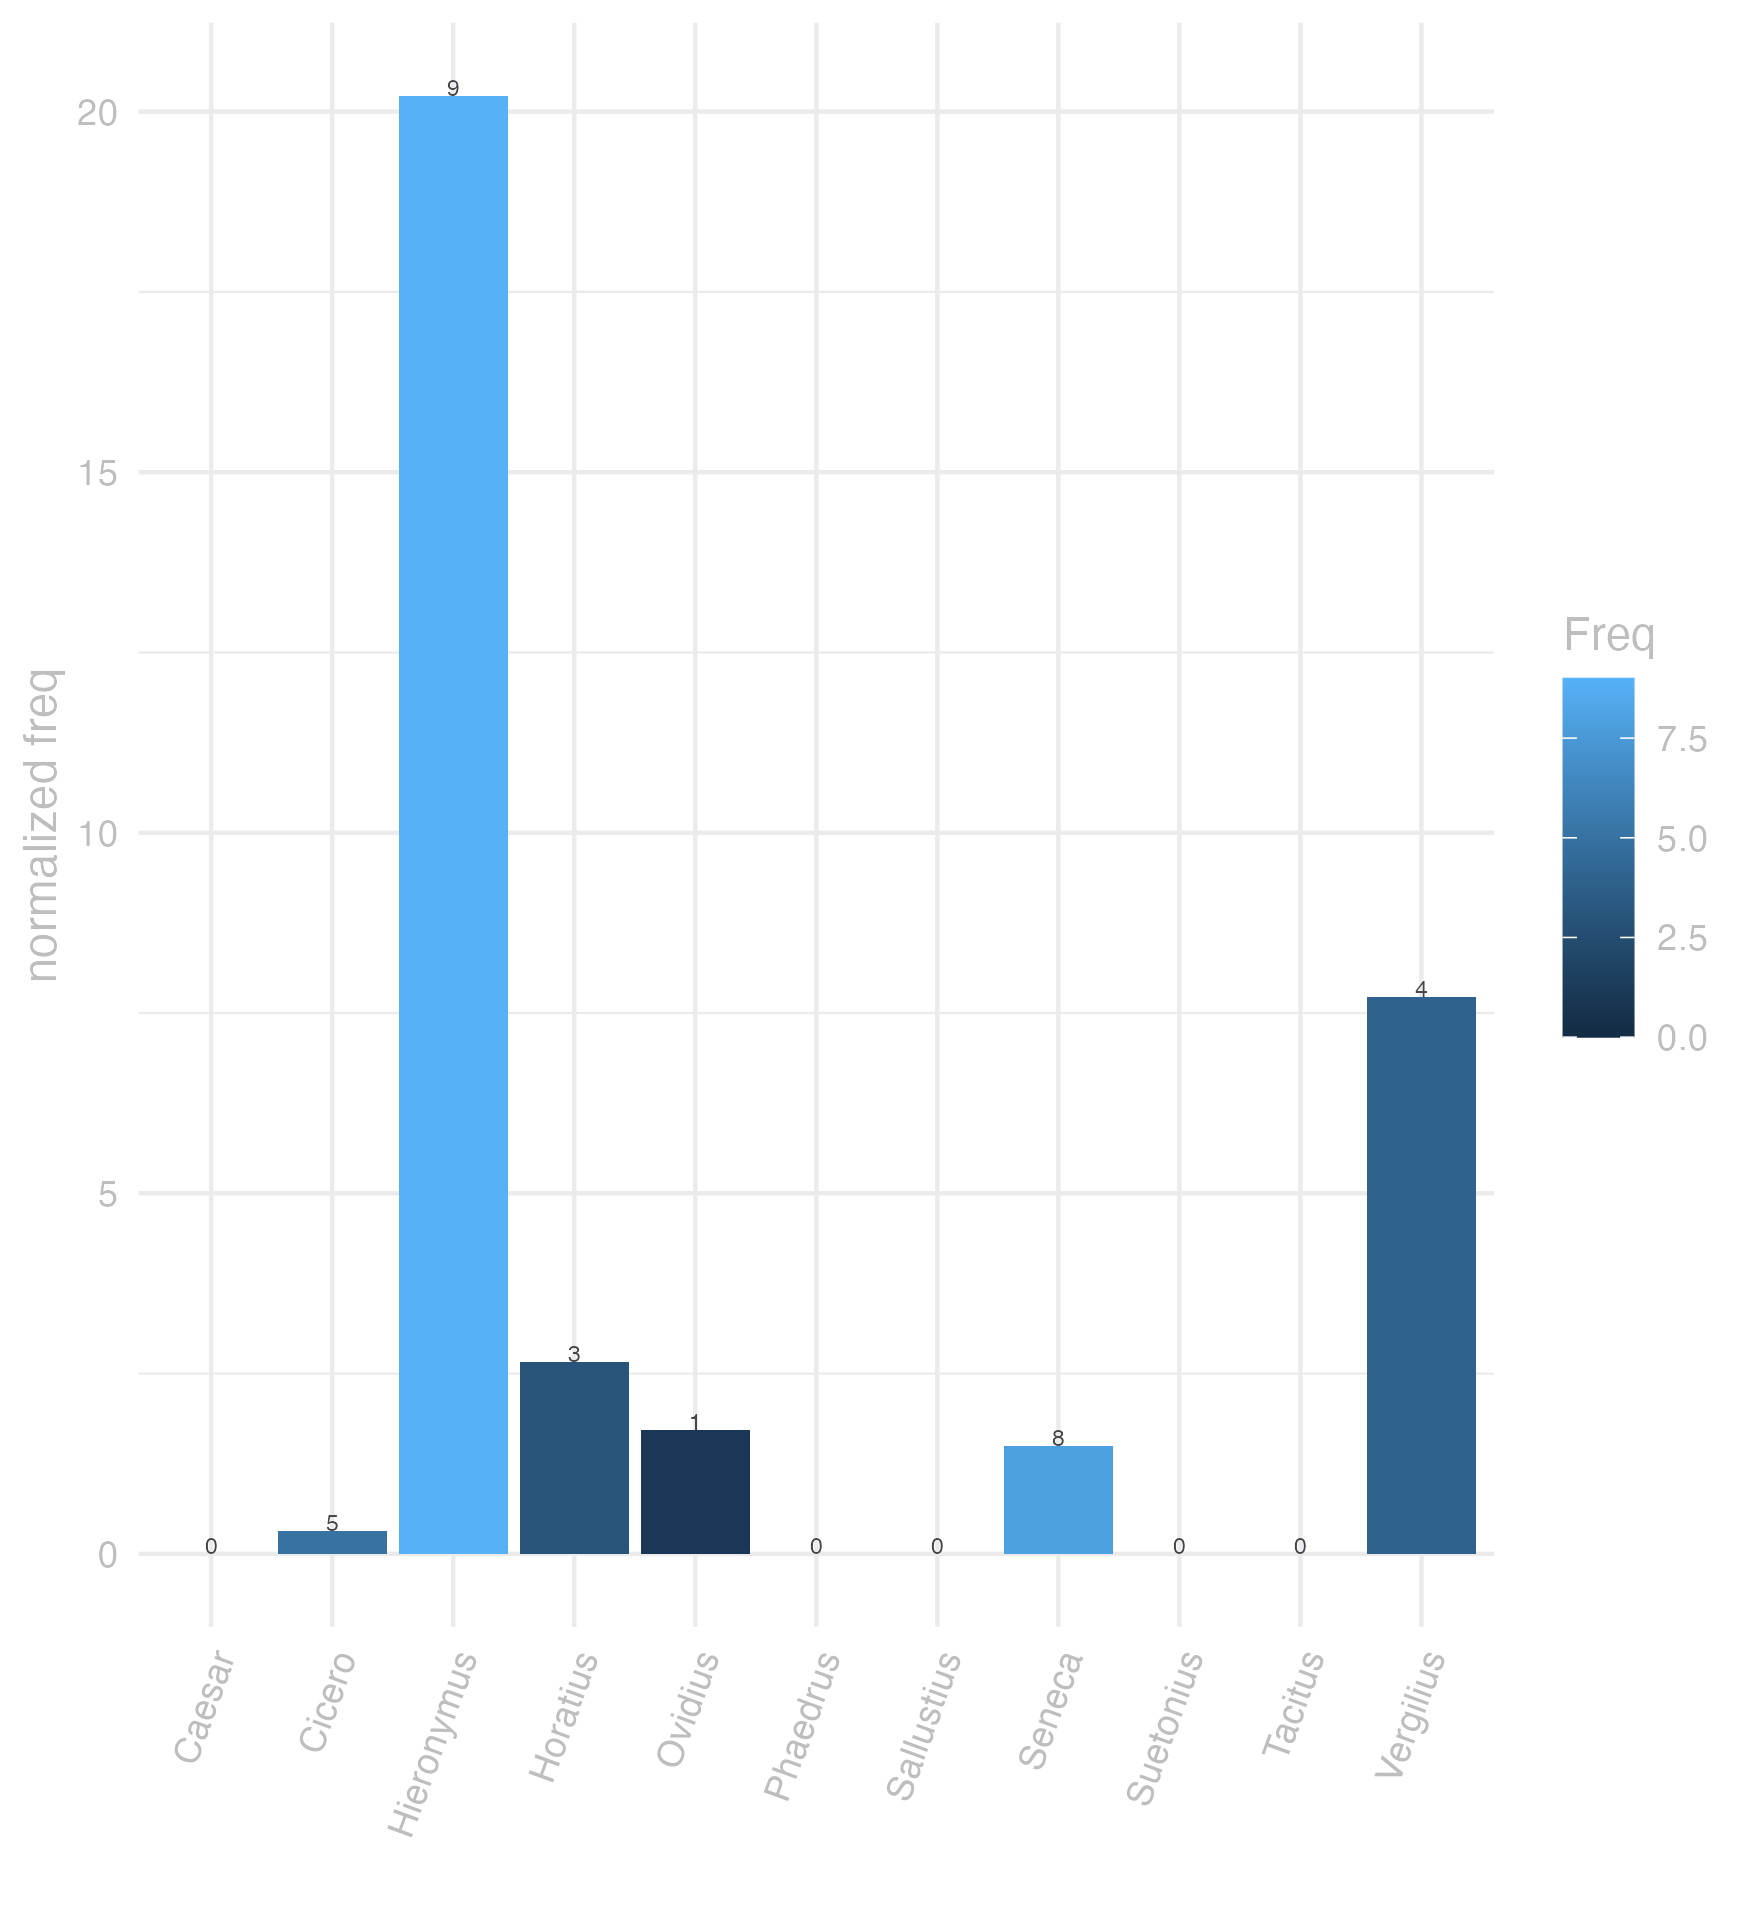 normalized freq
20
15
10
5
0
9
4
3
1
8
5
0
0
0
0
0
Caesar
Cicero
Hieronymus
Horatius
Ovidius
Phaedrus
Sallustius
Seneca
Suetonius
Tacitus
Vergilius
Freq
7.5
5.0
2.5
0.0